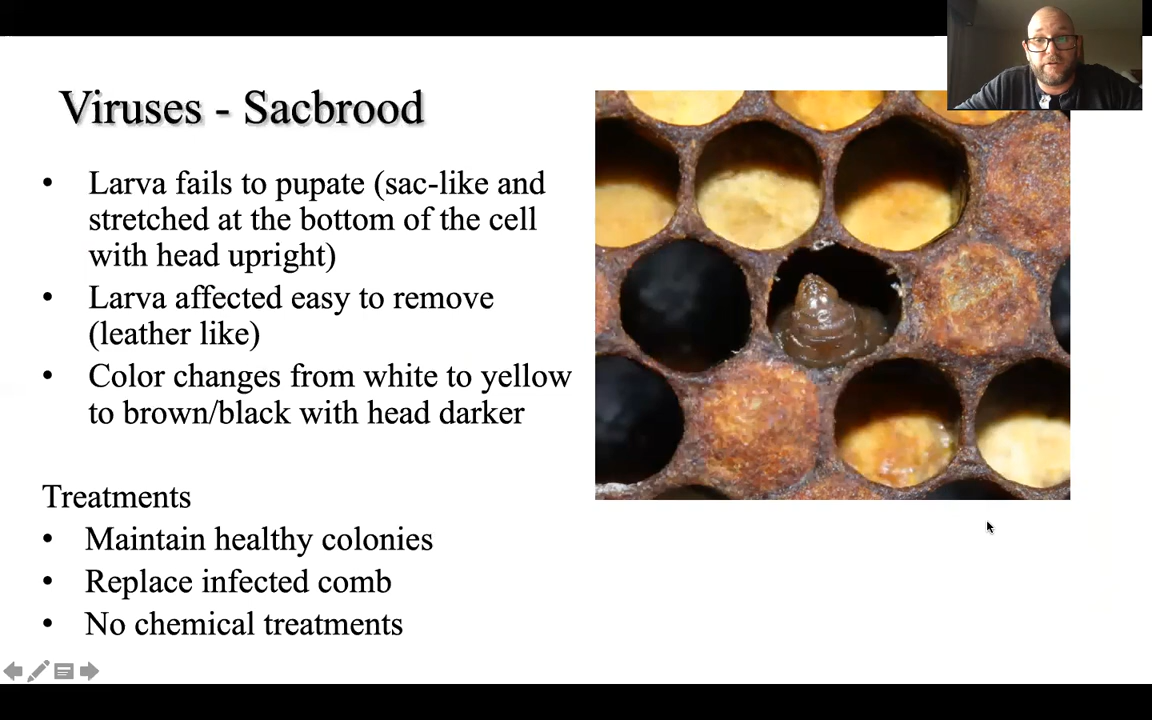 Viruses - Sacbrood
• Larva fails to pupate (sac-like and
stretched at the bottom of the cell
with head upright)
• Larva affected easy to remove
(leather like)
• Color changes from white to yellow
to brown/black with head darker
Treatments
• Maintain healthy colonies
• Replace infected comb
• No chemical treatments